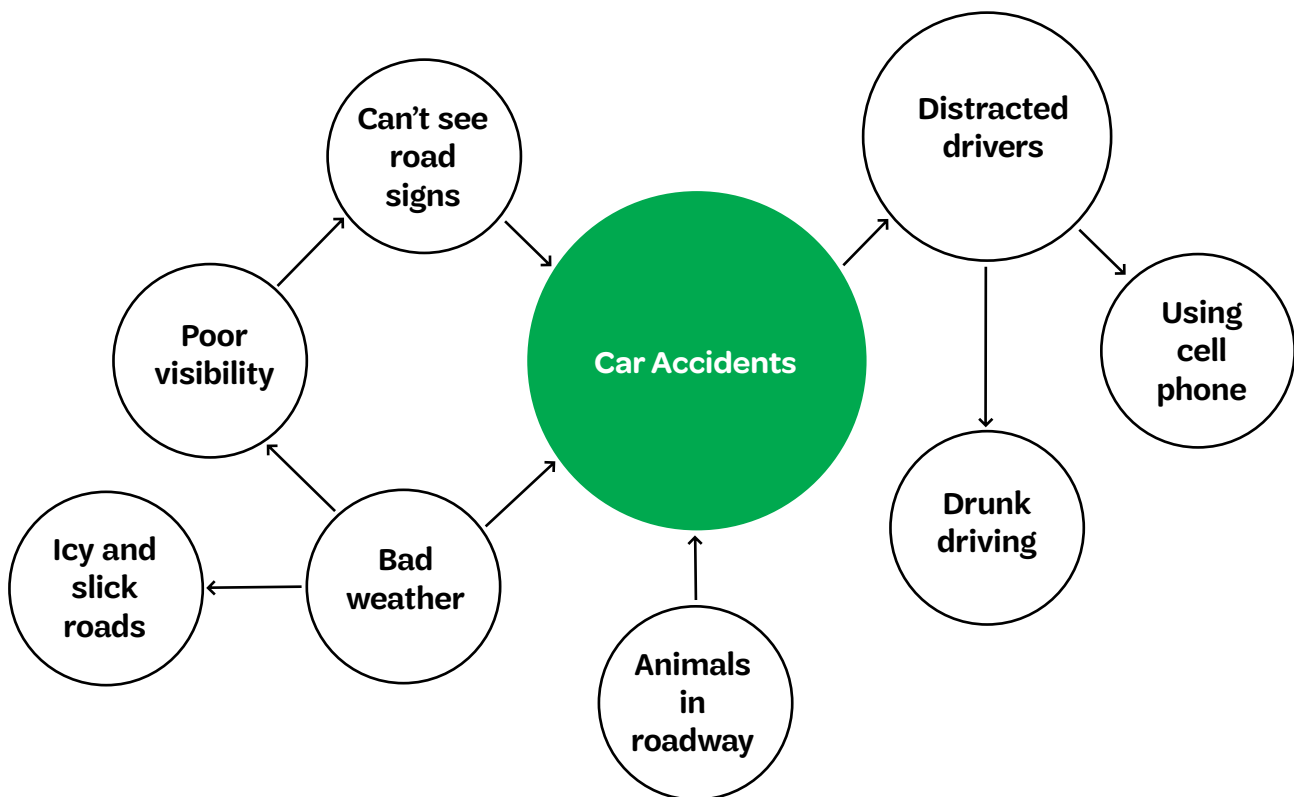 Can’t see
road
signs
Distracted
drivers
Poor
visibility
Car Accidents
Using
cell
phone
Icy and
slick
roads
Bad
weather
Drunk
driving
Animals
in
roadway